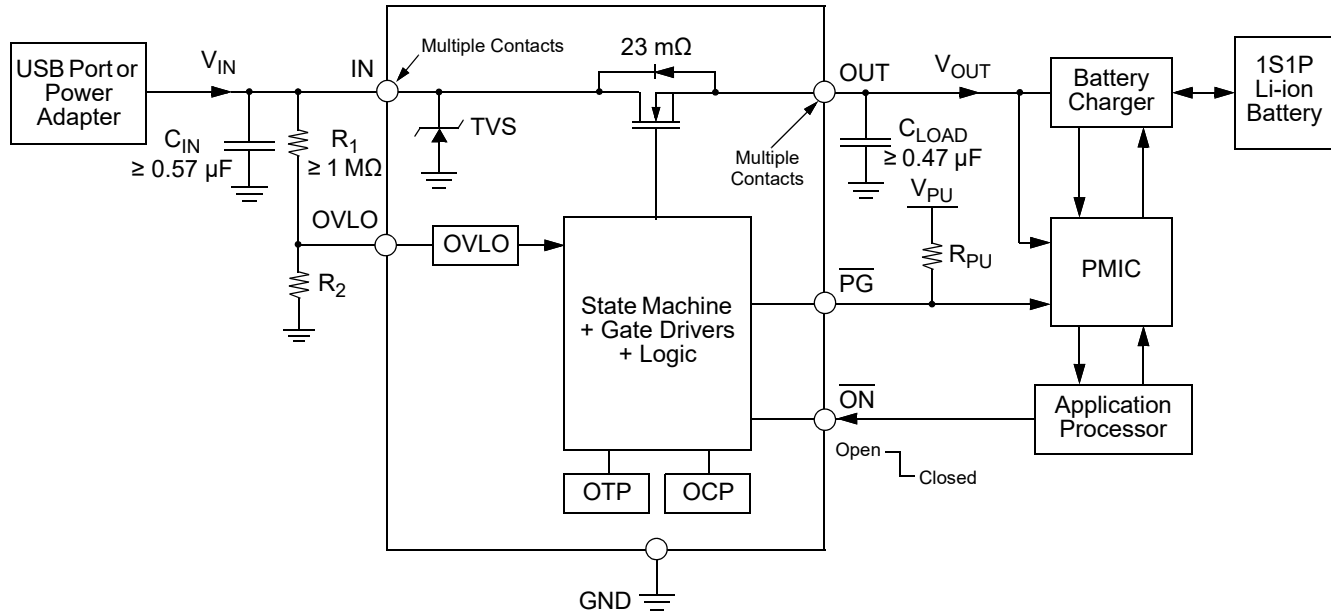 USB Port or
Power
Adapter
V_IN
IN
Multiple Contacts
23 mΩ
OUT
V_OUT
Battery
Charger
1S1P
Li-ion
Battery
C_IN
≥ 0.57 µF
R_1
≥ 1 MΩ
TVS
Multiple
Contacts
C_LOAD
≥ 0.47 µF
V_PU
OVLO
OVLO
R_2
R_PU
PMIC
State Machine
+ Gate Drivers
+ Logic
P̅G̅
O̅N̅
Application
Processor
Open
Closed
OTP
OCP
GND